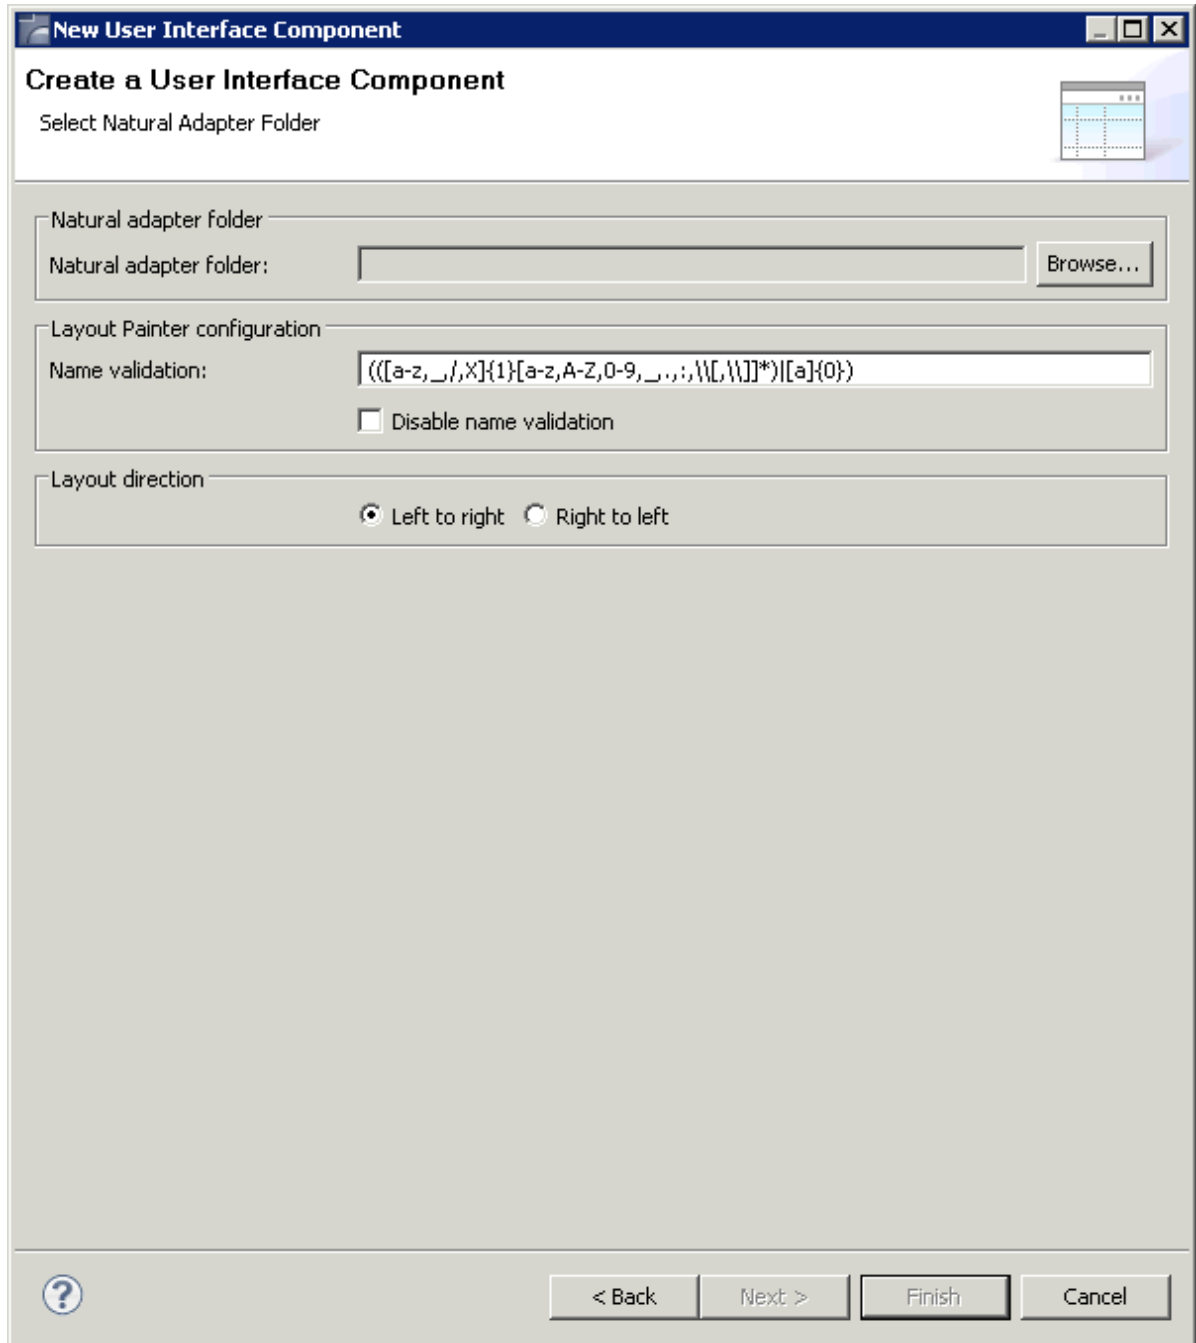 New User Interface Component
Create a User Interface Component
Select Natural Adapter Folder
Natural adapter folder
Natural adapter folder:
Browse...
Layout Painter configuration
Name validation:
(([a-z,_,/,X]{1}[a-z,A-Z,0-9,_,.,:,\\[,\\]]*)|[a]{0})
Disable name validation
Layout direction
Left to right
Right to left
?
< Back
Next >
Finish
Cancel